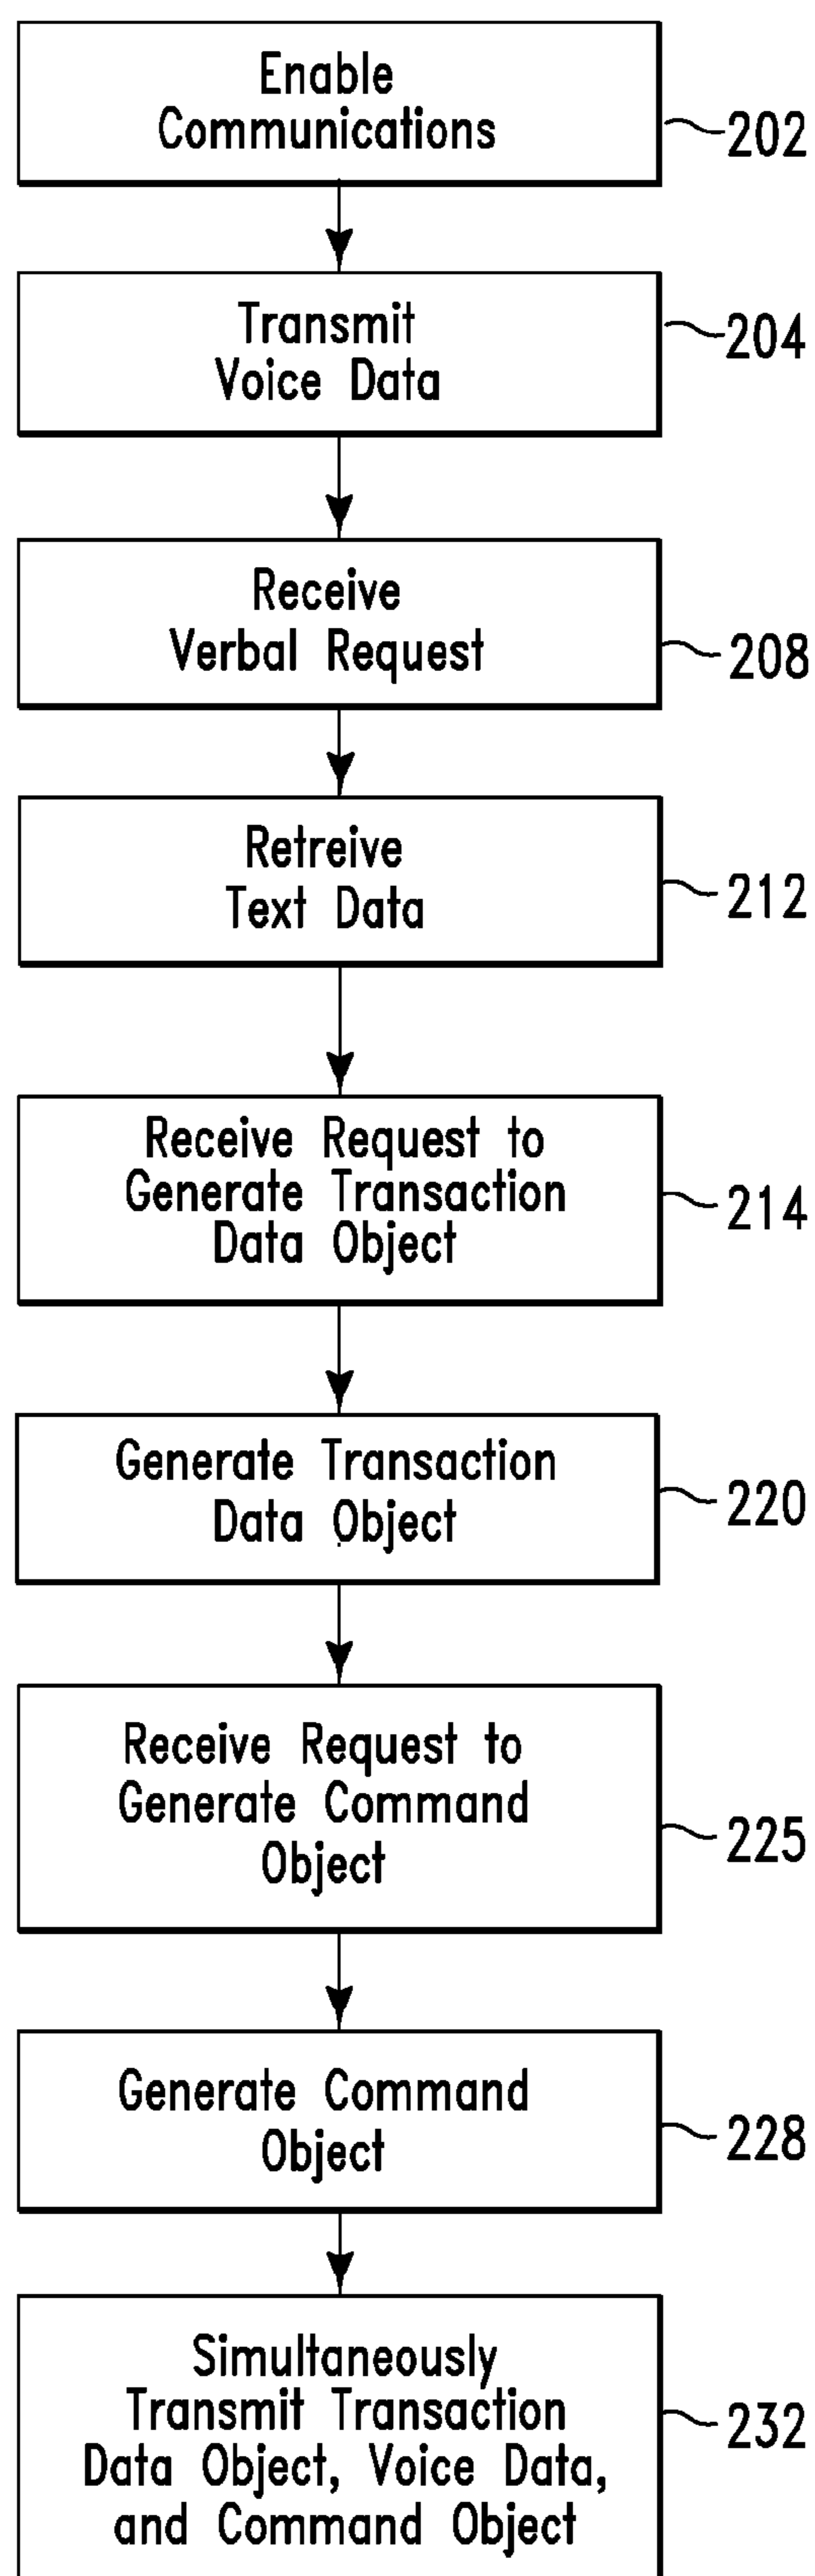 Enable
Communications
202
Transmit
Voice Data
204
Receive
Verbal Request
208
Retreive
Text Data
212
Receive Request to
Generate Transaction
Data Object
214
Generate Transaction
Data Object
220
Receive Request to
Generate Command
Object
225
Generate Command
Object
228
Simultaneously
Transmit Transaction
Data Object, Voice Data,
and Command Object
232